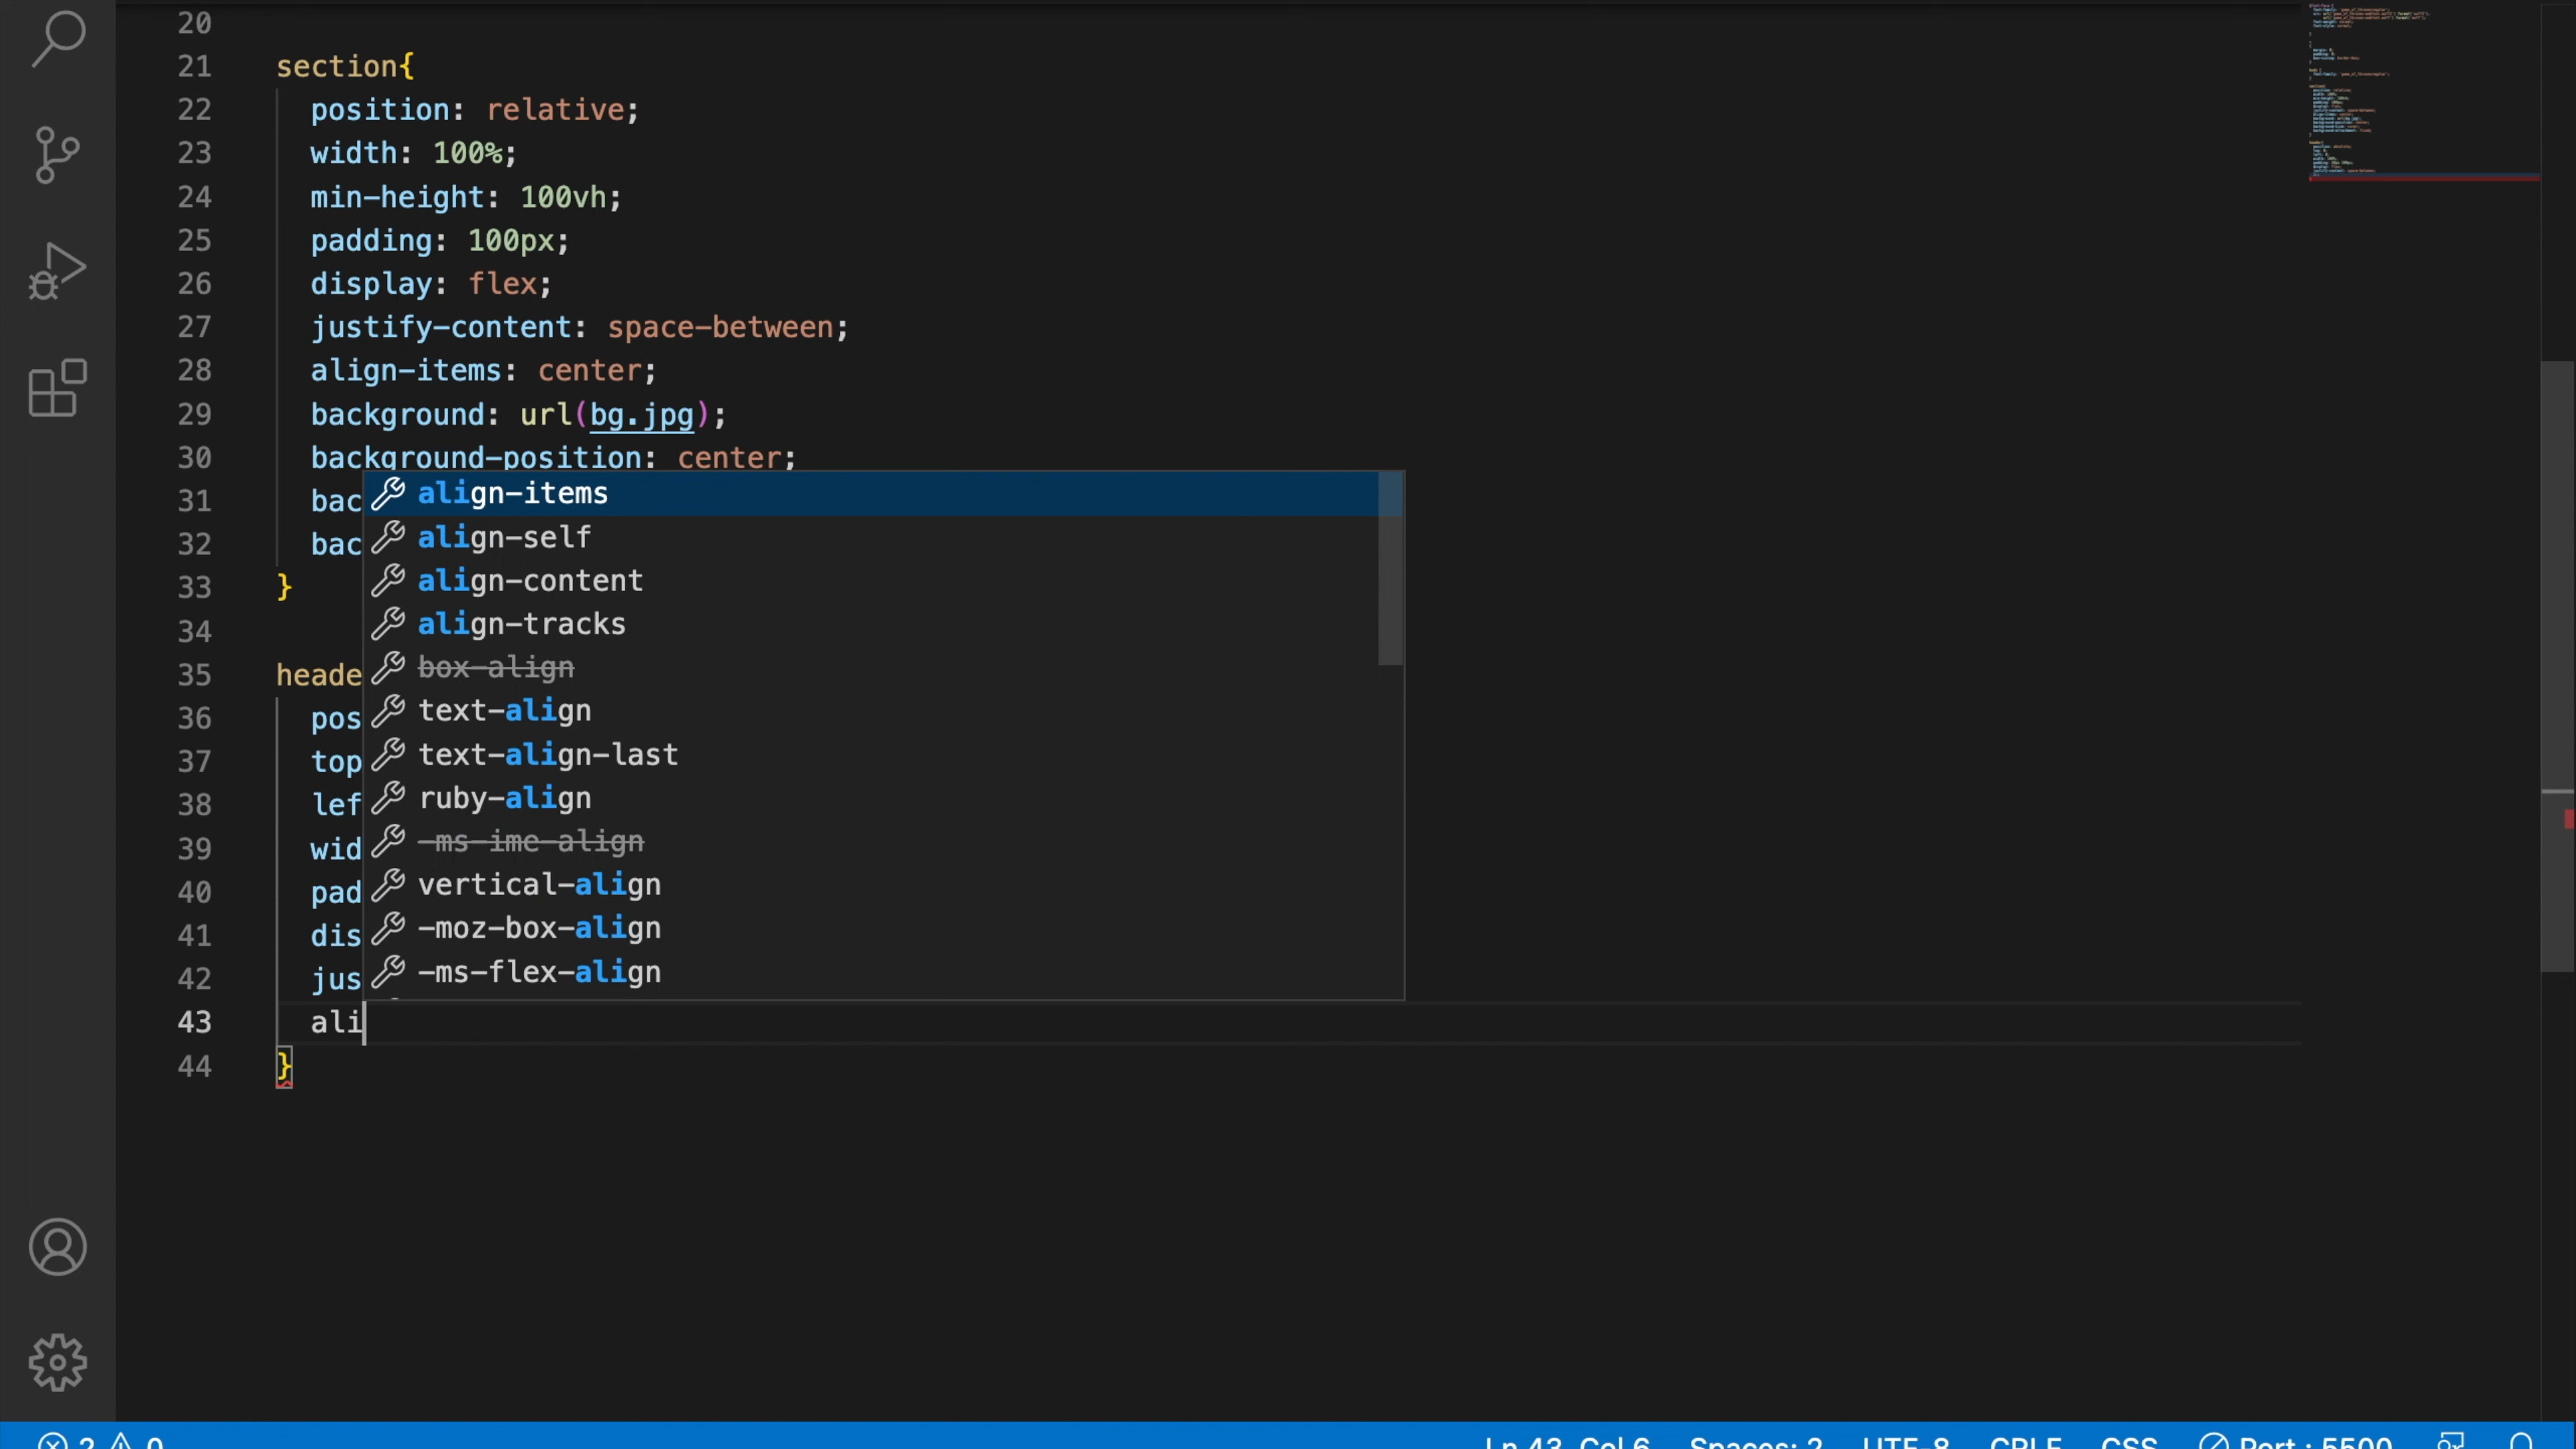 20
21 section{
22 position: relative;
23 width: 100%;
24 min-height: 100vh;
25 padding: 100px;
26 display: flex;
27 justify-content: space-between;
28 align-items: center;
29 background: url(bg.jpg);
30 background-position: center;
31 bac
align-items
align-self
32 bac
33 }
align-content
34
align-tracks
35 heade
box-align
36 pos
text-align
37 top
text-align-last
38 lef
ruby-align
39 wid
-ms-ime-align
40 pad
vertical-align
41 dis
-moz-box-align
42 jus
-ms-flex-align
43 ali
44 }
2 0
Ln 43, Col 6 Spaces: 2 UTF-8 CRLF CSS Port : 5500